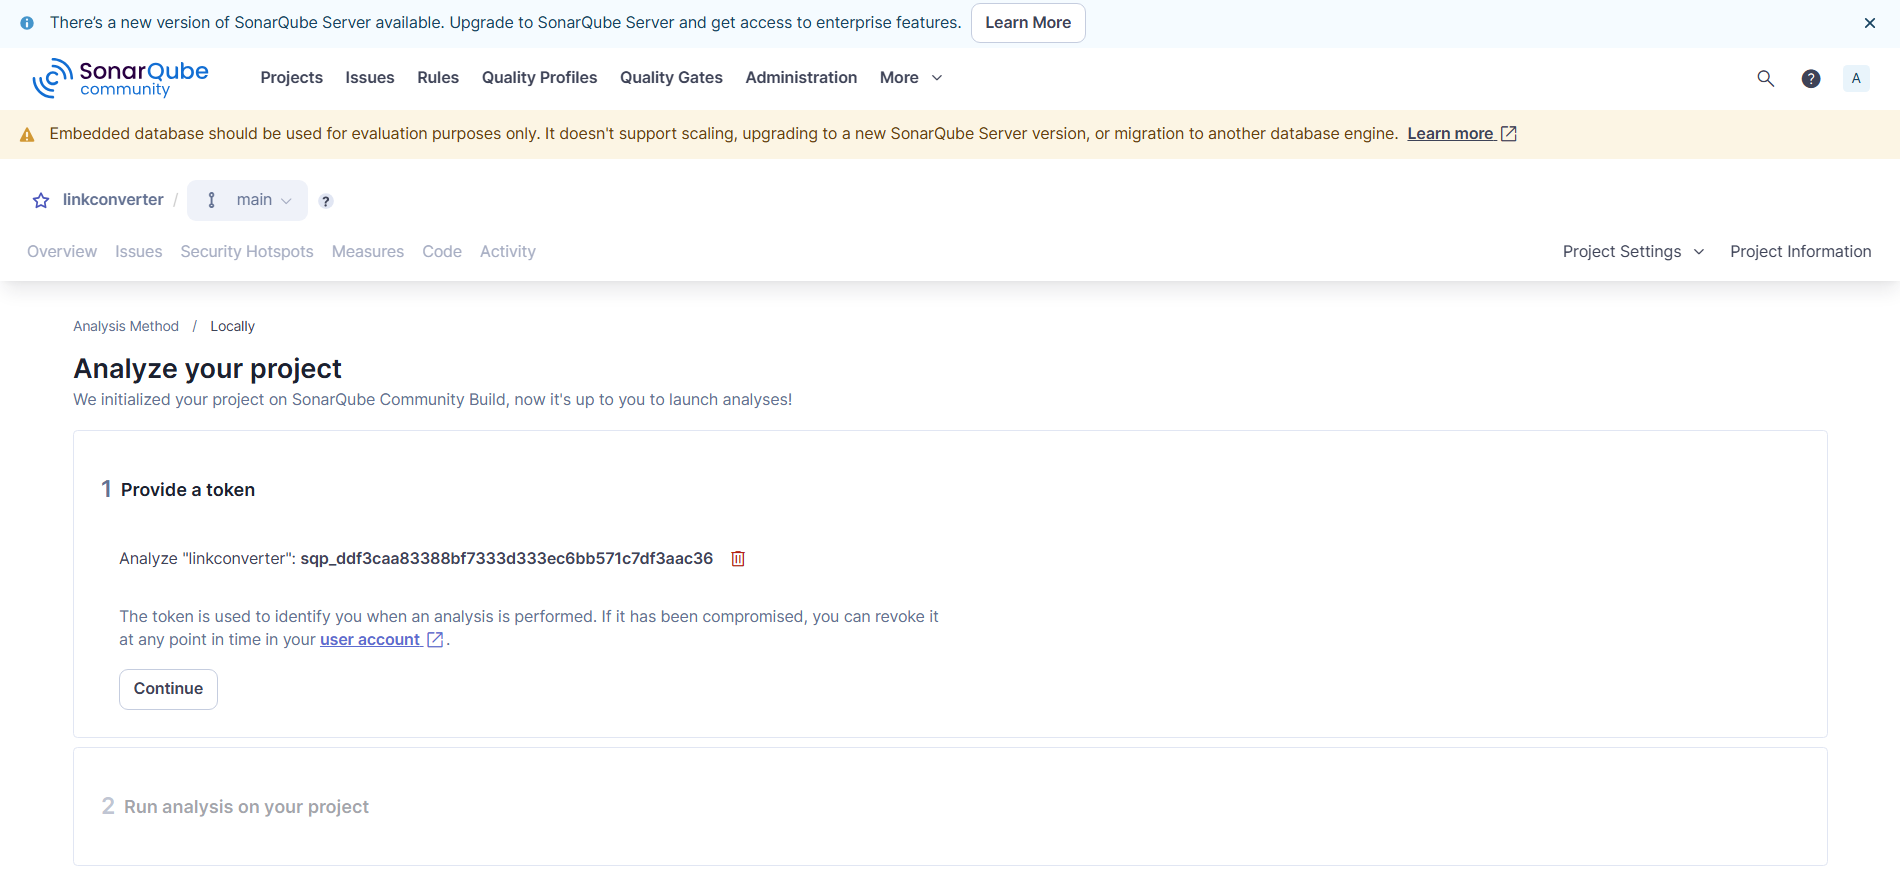 There's a new version of SonarQube Server available. Upgrade to SonarQube Server and get access to enterprise features. Learn More
SonarQube community Projects Issues Rules Quality Profiles Quality Gates Administration More ? A
Embedded database should be used for evaluation purposes only. It doesn't support scaling, upgrading to a new SonarQube Server version, or migration to another database engine. Learn more
linkconverter / main ?
Overview Issues Security Hotspots Measures Code Activity Project Settings Project Information
Analysis Method / Locally
Analyze your project
We initialized your project on SonarQube Community Build, now it's up to you to launch analyses!
1 Provide a token
Analyze "linkconverter": sqp_ddf3caa83388bf7333d333ec6bb571c7df3aac36
The token is used to identify you when an analysis is performed. If it has been compromised, you can revoke it
at any point in time in your user account .
Continue
2 Run analysis on your project